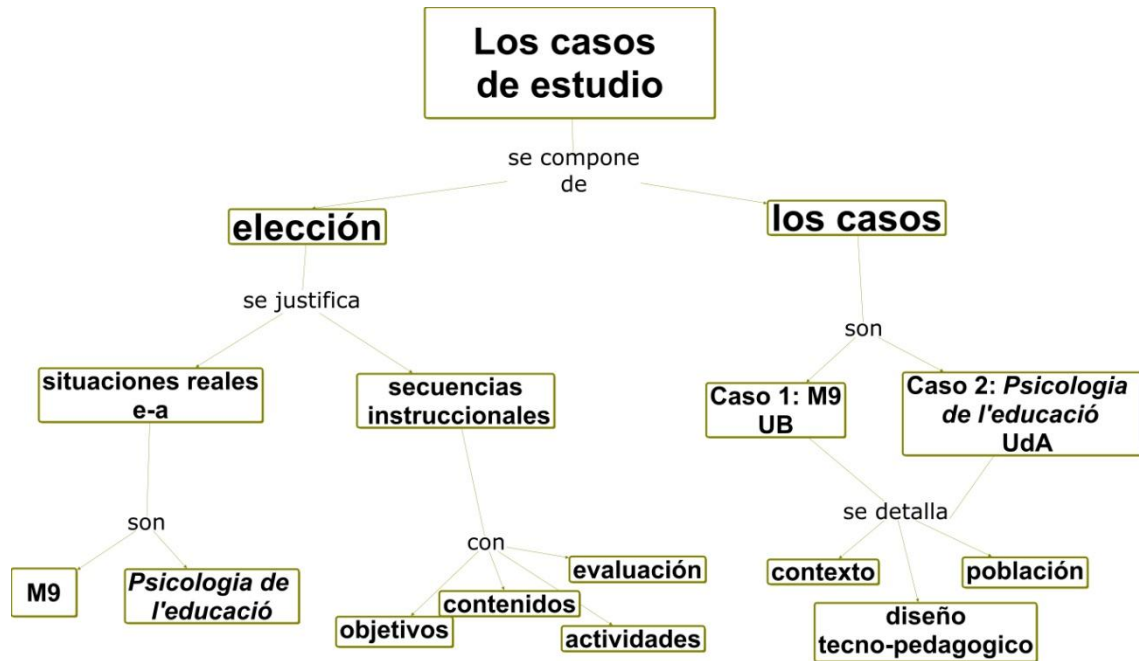 Los casos
de estudio
se compone
de
elección
los casos
se justifica
son
situaciones reales
e-a
secuencias
instruccionales
Caso 1: M9
UB
Caso 2: Psicologia
de l'educació
UdA
son
con
se detalla
M9
Psicologia de
l'educació
objetivos
contenidos
evaluación
actividades
contexto
población
diseño
tecno-pedagogico